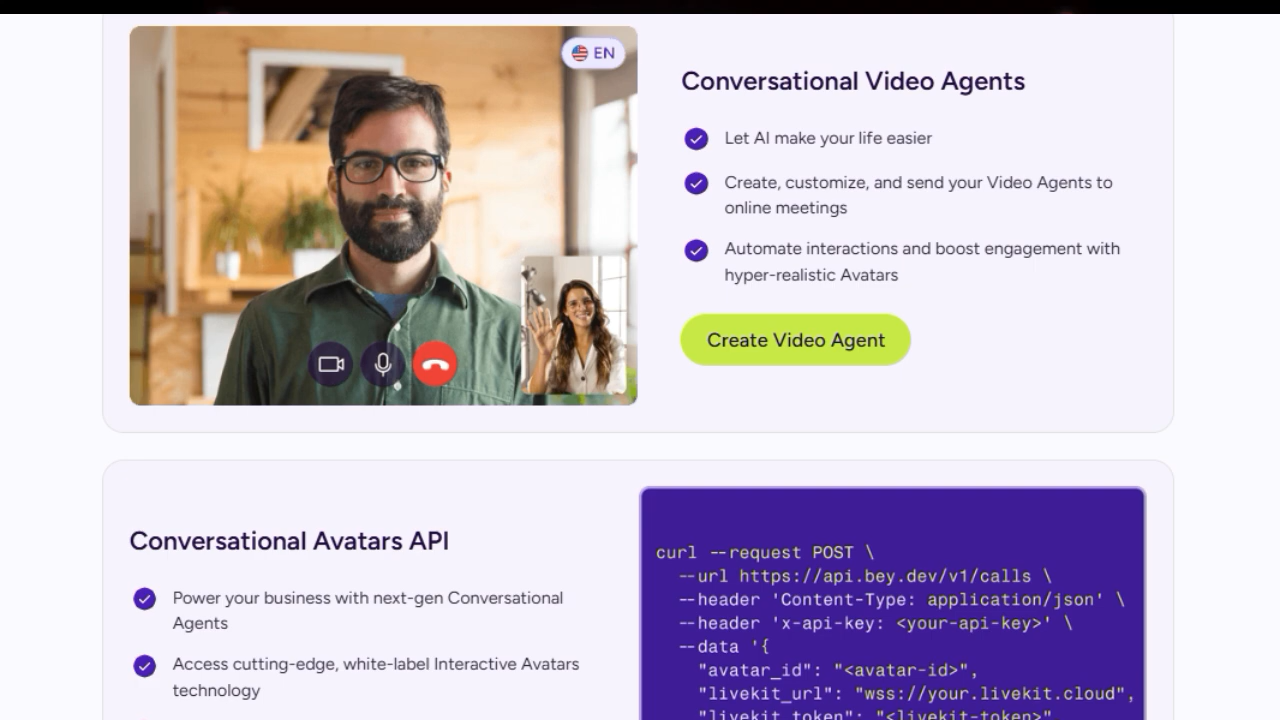 EN
Conversational Video Agents
Let AI make your life easier
Create, customize, and send your Video Agents to
online meetings
Automate interactions and boost engagement with
hyper-realistic Avatars
Create Video Agent
Conversational Avatars API
Power your business with next-gen Conversational
Agents
Access cutting-edge, white-label Interactive Avatars
technology
curl --request POST \
--url https://api.bey.dev/v1/calls \
--header 'Content-Type: application/json' \
--header 'x-api-key: <your-api-key>' \
--data '{
"avatar_id": "<avatar-id>",
"livekit_url": "wss://your.livekit.cloud",
"livekit_token": "<livekit-token>"